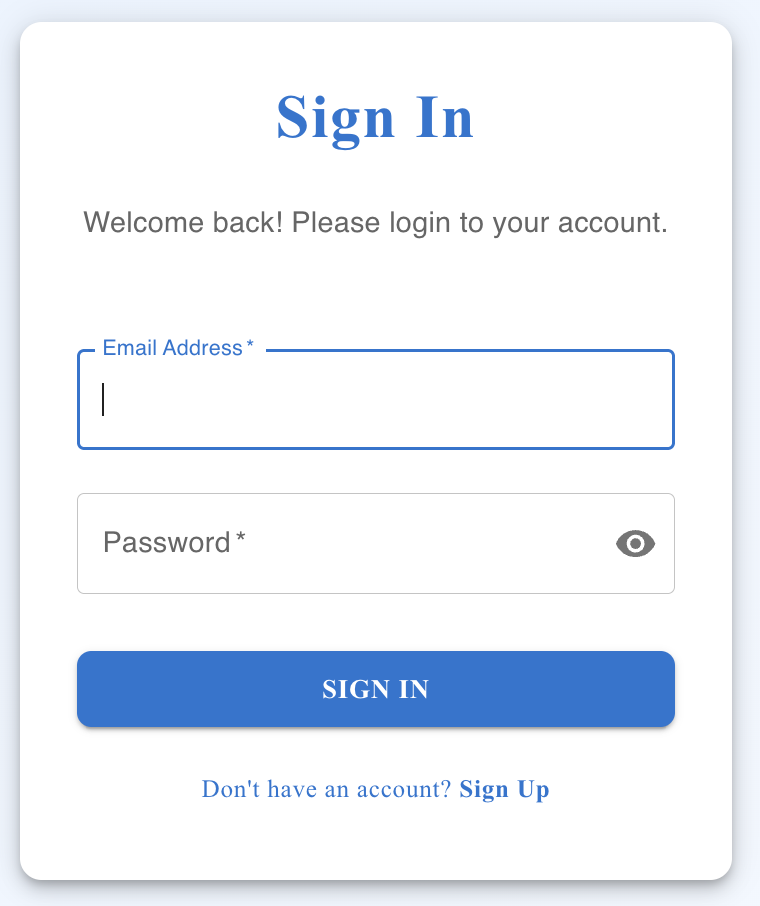 Sign In
Welcome back! Please login to your account.
Email Address *
Password *
SIGN IN
Don't have an account? Sign Up